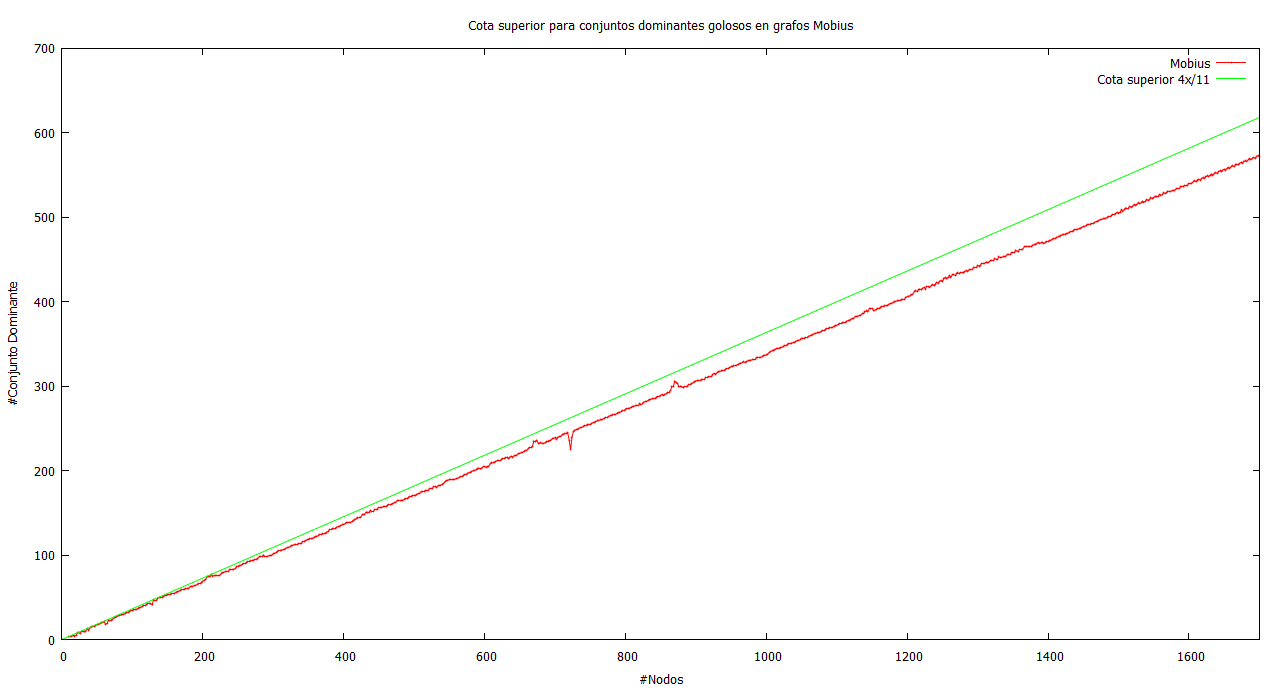 Cota superior para conjuntos dominantes golosos en grafos Mobius
Mobius
Cota superior 4x/11
700
600
500
400
300
200
100
0
#Conjunto Dominante
0 200 400 600 800 1000 1200 1400 1600
#Nodos